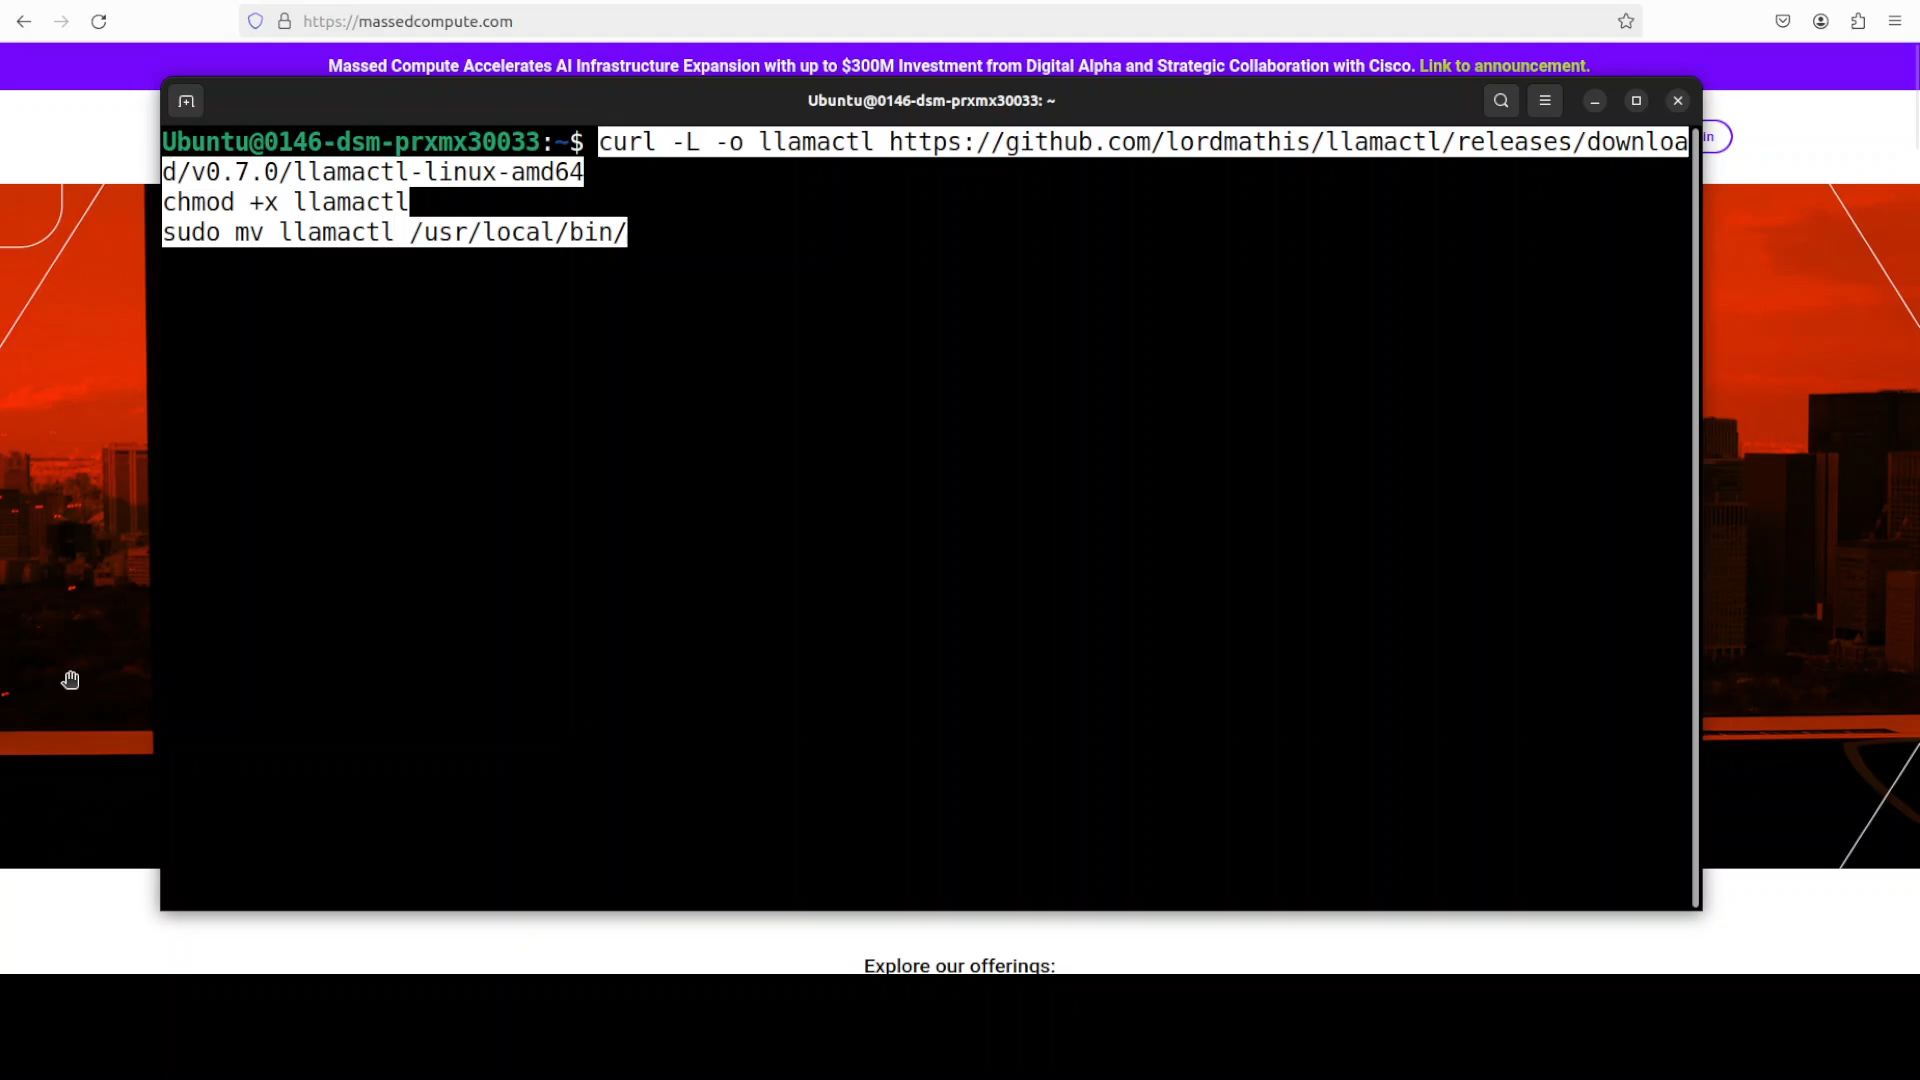 https://massedcompute.com
Massed Compute Accelerates AI Infrastructure Expansion with up to $300M Investment from Digital Alpha and Strategic Collaboration with Cisco. Link to announcement.
Ubuntu@0146-dsm-prxmx30033: ~
in
Ubuntu@0146-dsm-prxmx30033:~$ curl -L -o llamactl https://github.com/lordmathis/llamactl/releases/downloa
d/v0.7.0/llamactl-linux-amd64
chmod +x llamactl
sudo mv llamactl /usr/local/bin/
Explore our offerings: